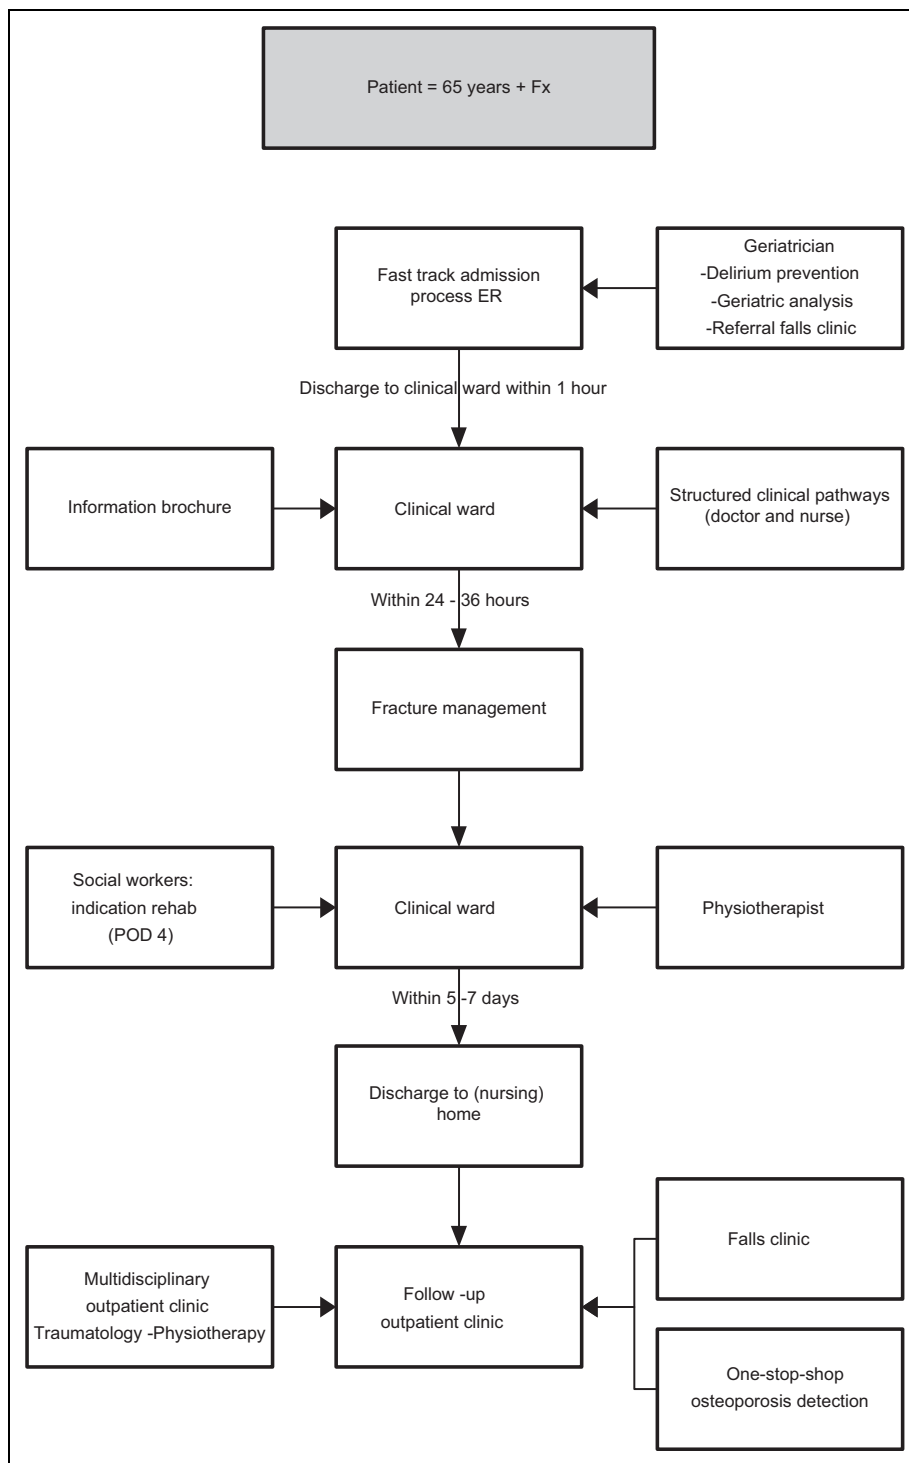 Patient = 65 years + Fx
Fast track admission
process ER
Geriatrician
-Delirium prevention
-Geriatric analysis
-Referral falls clinic
Discharge to clinical ward within 1 hour
Information brochure
Clinical ward
Structured clinical pathways
(doctor and nurse)
Within 24 - 36 hours
Fracture management
Social workers:
indication rehab
(POD 4)
Clinical ward
Physiotherapist
Within 5 -7 days
Discharge to (nursing)
home
Multidisciplinary
outpatient clinic
Traumatology -Physiotherapy
Follow -up
outpatient clinic
Falls clinic
One-stop-shop
osteoporosis detection